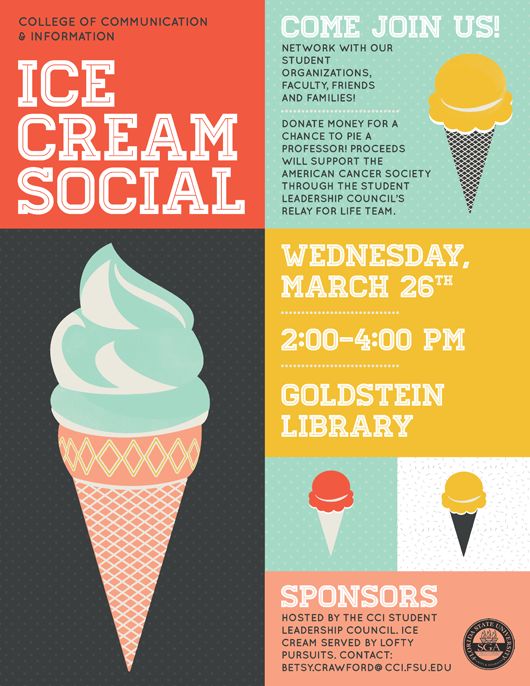 COLLEGE OF COMMUNICATION
& INFORMATION
ICE
CREAM
SOCIAL
COME JOIN US!
NETWORK WITH OUR
STUDENT
ORGANIZATIONS,
FACULTY, FRIENDS
AND FAMILIES!
DONATE MONEY FOR A
CHANCE TO PIE A
PROFESSOR! PROCEEDS
WILL SUPPORT THE
AMERICAN CANCER SOCIETY
THROUGH THE STUDENT
LEADERSHIP COUNCIL'S
RELAY FOR LIFE TEAM.
WEDNESDAY,
MARCH 26TH
2:00-4:00 PM
GOLDSTEIN
LIBRARY
SPONSORS
HOSTED BY THE CCI STUDENT
LEADERSHIP COUNCIL. ICE
CREAM SERVED BY LOFTY
PURSUITS. CONTACT:
BETSY.CRAWFORD@CCI.FSU.EDU
FLORIDA STATE UNIVERSITY
SGA